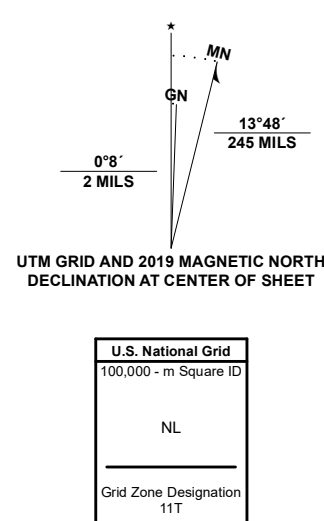 ★
MN
GN
13°48´
245 MILS
0°8´
2 MILS
UTM GRID AND 2019 MAGNETIC NORTH
DECLINATION AT CENTER OF SHEET
U.S. National Grid
100,000 - m Square ID
NL
Grid Zone Designation
11T